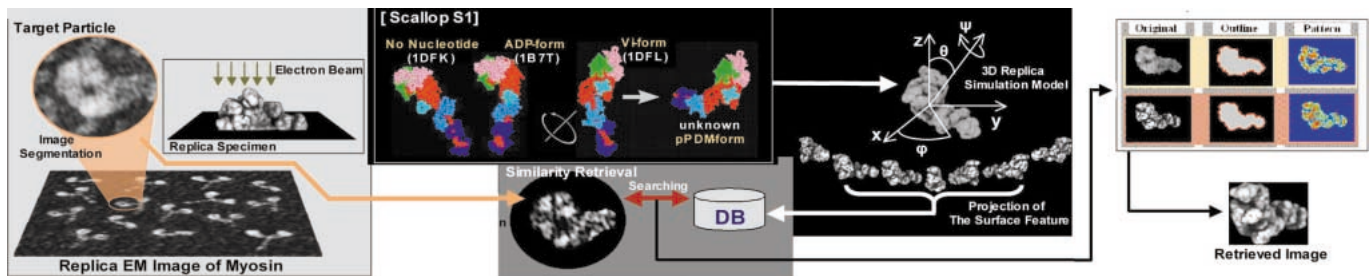 Target Particle
Electron Beam
Replica Specimen
Image
Segmentation
Replica EM Image of Myosin
[ Scallop S1]
No Nucleotide
(1DFK)
ADP-form
(1B7T)
Vi-form
(1DFL)
unknown
pPDMform
Similarity Retrieval
Searching
n
DB
z
θ
Ψ
3D Replica
Simulation Model
x
y
φ
Projection of
The Surface Feature
Original
Outline
Pattern
Retrieved Image